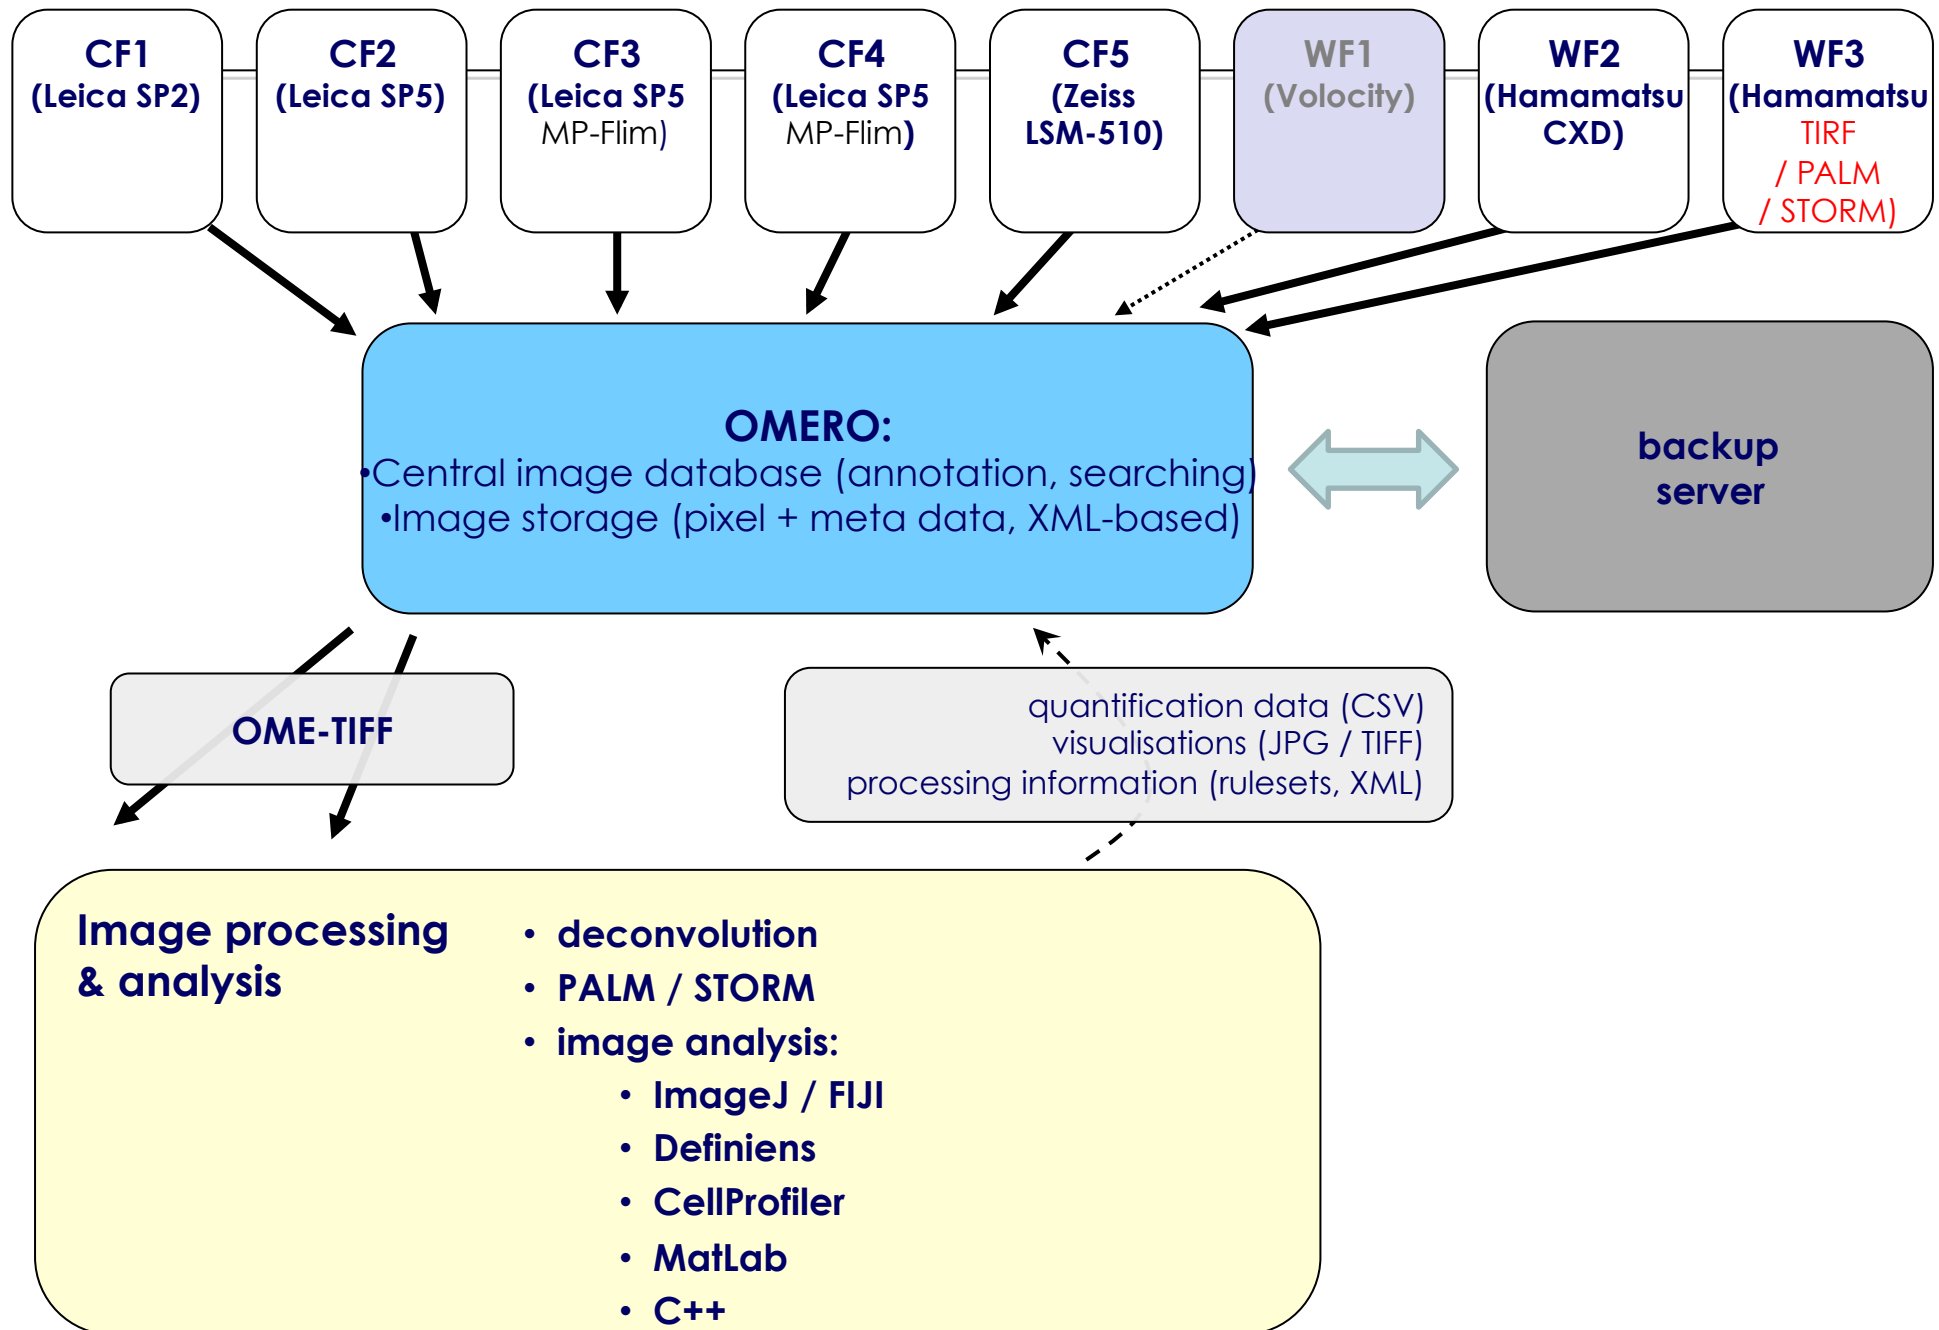 CF1
(Leica SP2)
CF2
(Leica SP5)
CF3
(Leica SP5
MP-Flim)
CF4
(Leica SP5
MP-Flim)
CF5
(Zeiss
LSM-510)
WF1
(Volocity)
WF2
(Hamamatsu
CXD)
WF3
(Hamamatsu
TIRF
/ PALM
/ STORM)
OMERO:
•Central image database (annotation, searching)
•Image storage (pixel + meta data, XML-based)
backup
server
OME-TIFF
quantification data (CSV)
visualisations (JPG / TIFF)
processing information (rulesets, XML)
Image processing
& analysis
• deconvolution
• PALM / STORM
• image analysis:
• ImageJ / FIJI
• Definiens
• CellProfiler
• MatLab
• C++